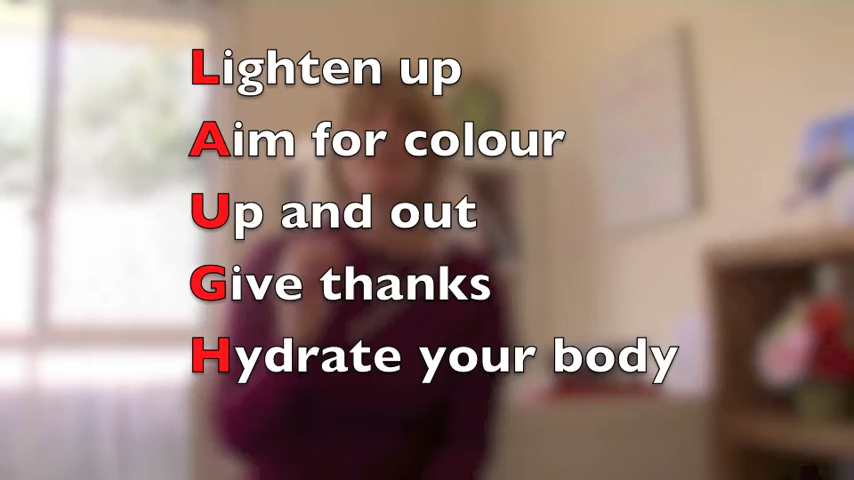 Lighten up
Aim for colour
Up and out
Give thanks
Hydrate your body